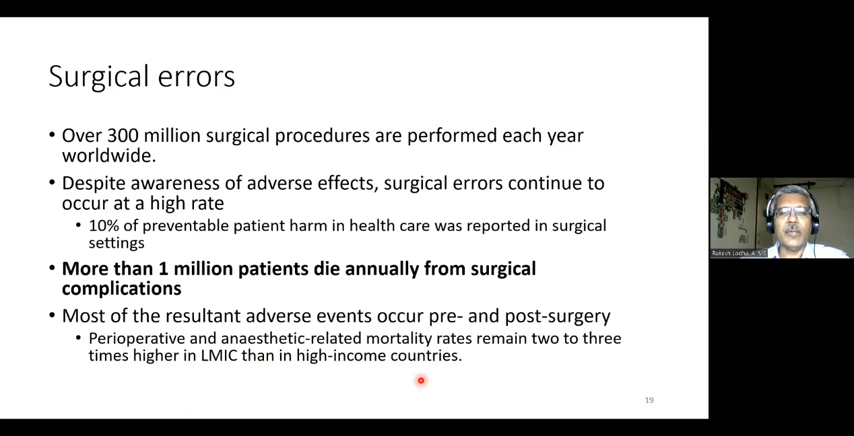 Surgical errors
• Over 300 million surgical procedures are performed each year
worldwide.
• Despite awareness of adverse effects, surgical errors continue to
occur at a high rate
• 10% of preventable patient harm in health care was reported in surgical
settings
• More than 1 million patients die annually from surgical
complications
• Most of the resultant adverse events occur pre- and post-surgery
• Perioperative and anaesthetic-related mortality rates remain two to three
times higher in LMIC than in high-income countries.
19
Rakesh Lodha,